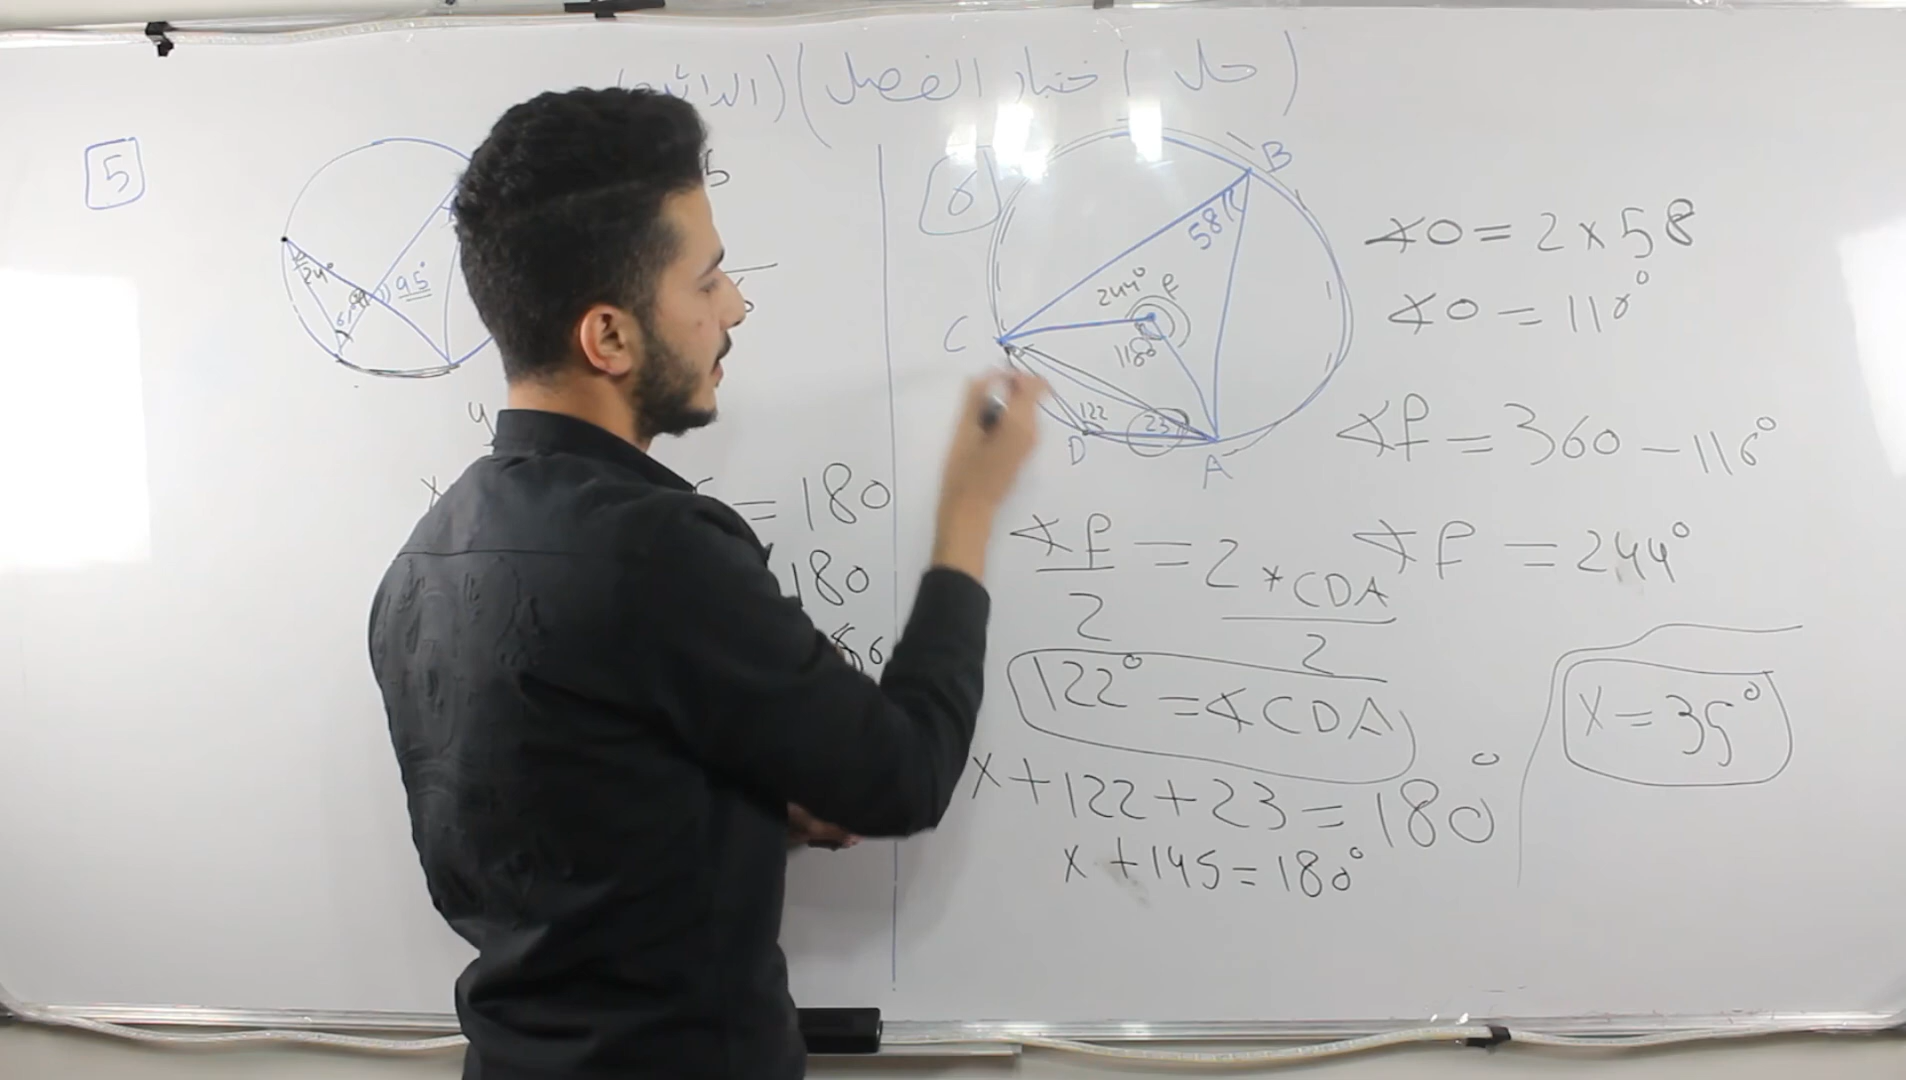 (حل اختبار الفصل)
5
24°
95°
= 180
180
6
B
58
244°
P
116°
C
122
23
D
A
∢O = 2 × 58
∢O = 116°
∢P = 360 - 116°
∢P = 244°
∢P / 2 = 2 * CDA / 2
122° = ∢CDA
x + 122 + 23 = 180°
x + 145 = 180°
x = 35°